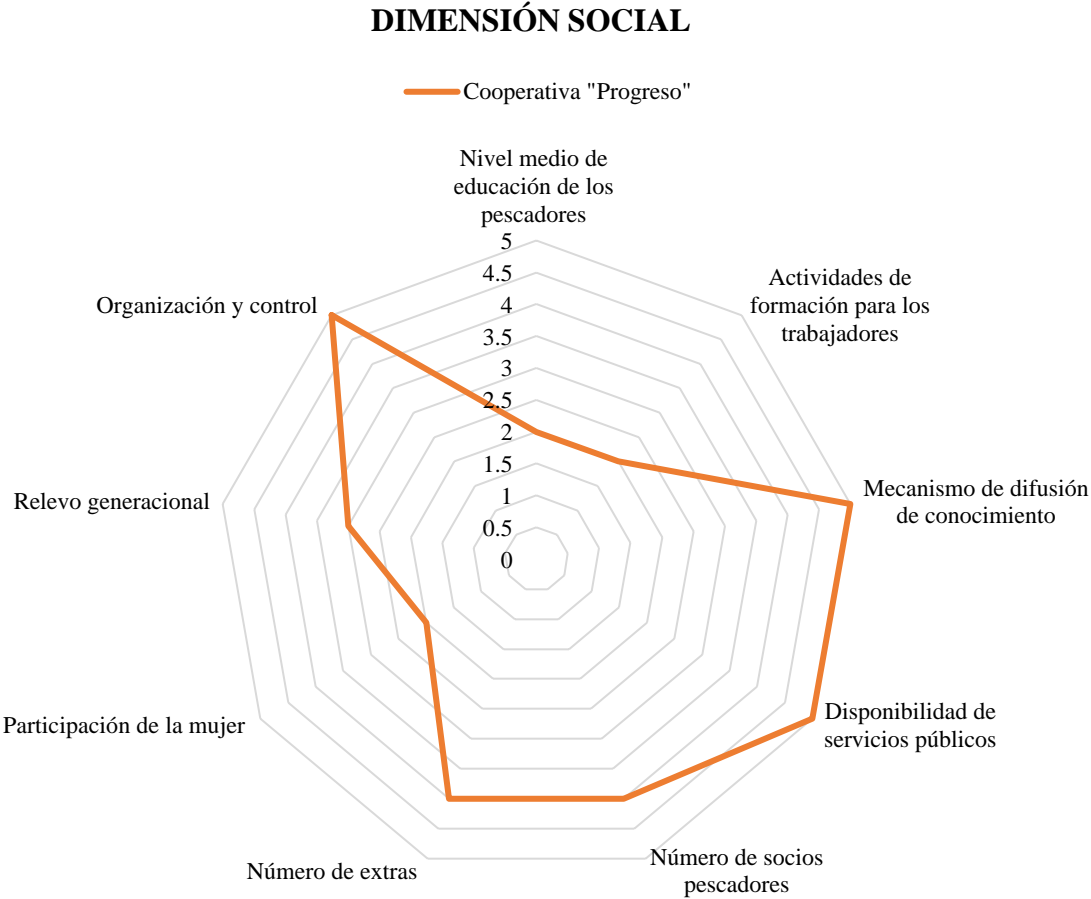 DIMENSIÓN SOCIAL
Cooperativa "Progreso"
Nivel medio de
educación de los
pescadores
Actividades de
formación para los
trabajadores
Mecanismo de difusión
de conocimiento
Disponibilidad de
servicios públicos
Número de socios
pescadores
Número de extras
Participación de la mujer
Relevo generacional
Organización y control
5
4.5
4
3.5
3
2.5
2
1.5
1
0.5
0